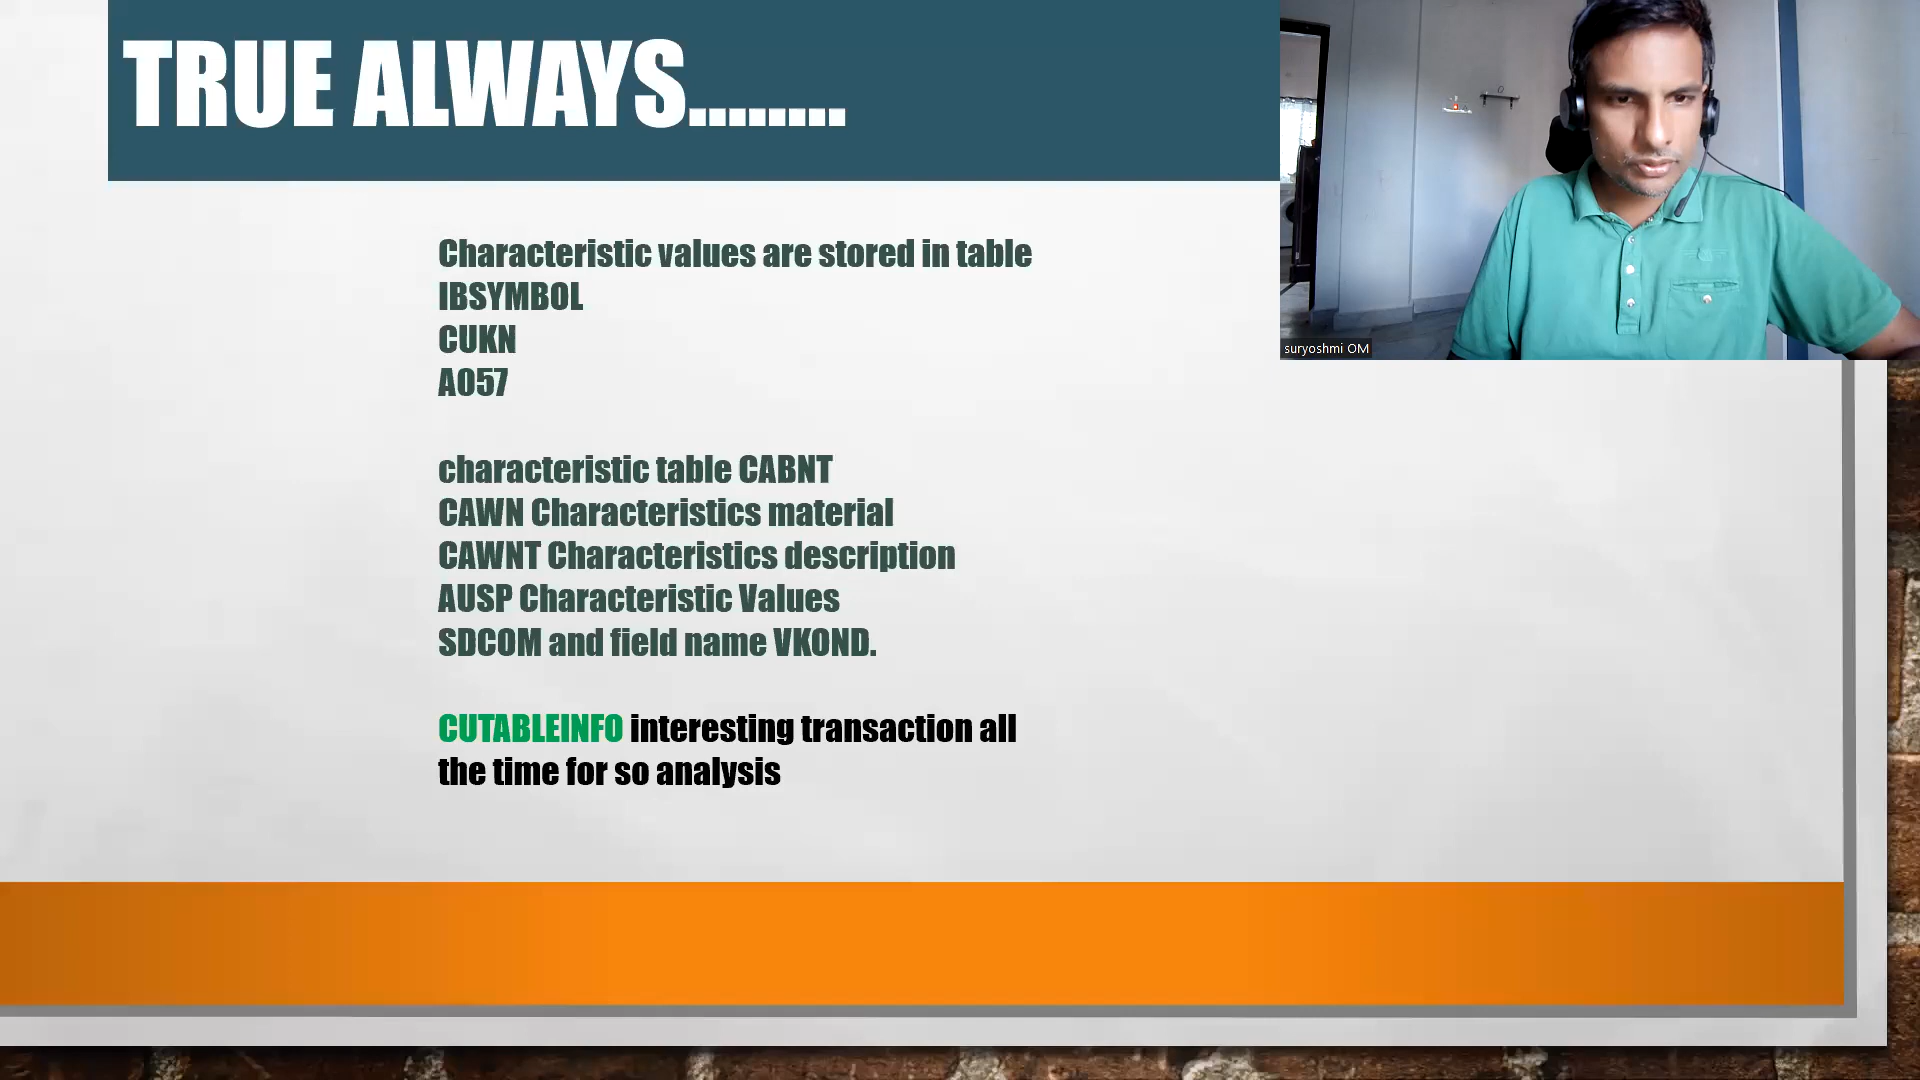 TRUE ALWAYS........
Characteristic values are stored in table
IBSYMBOL
CUKN
A057
characteristic table CABNT
CAWN Characteristics material
CAWNT Characteristics description
AUSP Characteristic Values
SDCOM and field name VKOND.
CUTABLEINFO interesting transaction all
the time for so analysis
suryoshmi OM